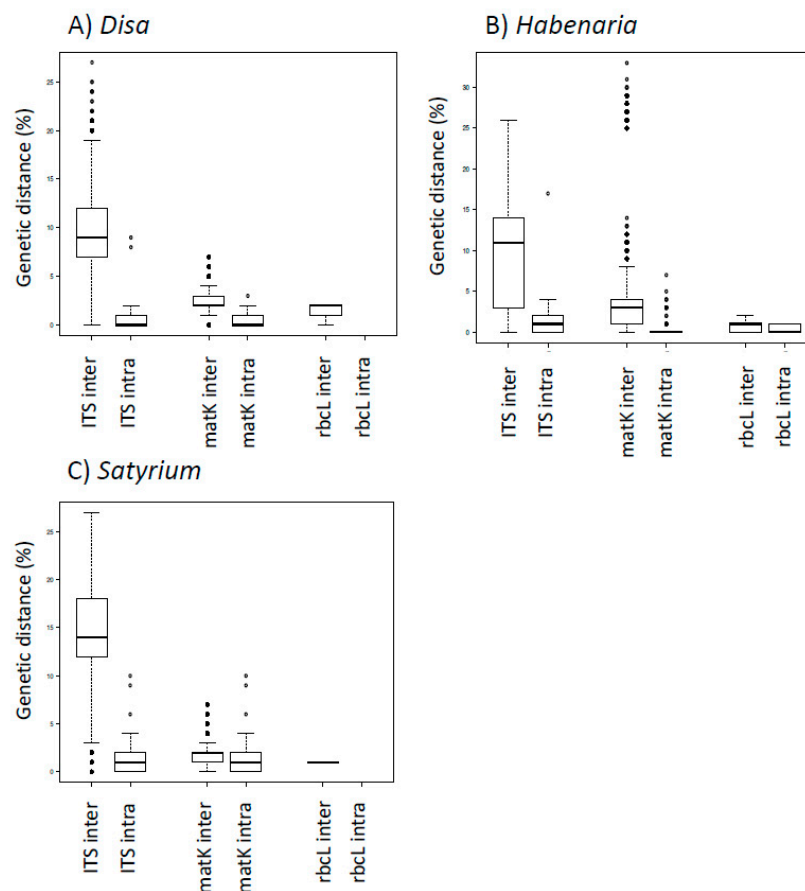 A) Disa
Genetic distance (%)
25
20
15
10
5
0
ITS inter
ITS intra
matK inter
matK intra
rbcL inter
rbcL intra
B) Habenaria
Genetic distance (%)
30
25
20
15
10
5
0
ITS inter
ITS intra
matK inter
matK intra
rbcL inter
rbcL intra
C) Satyrium
Genetic distance (%)
25
20
15
10
5
0
ITS inter
ITS intra
matK inter
matK intra
rbcL inter
rbcL intra